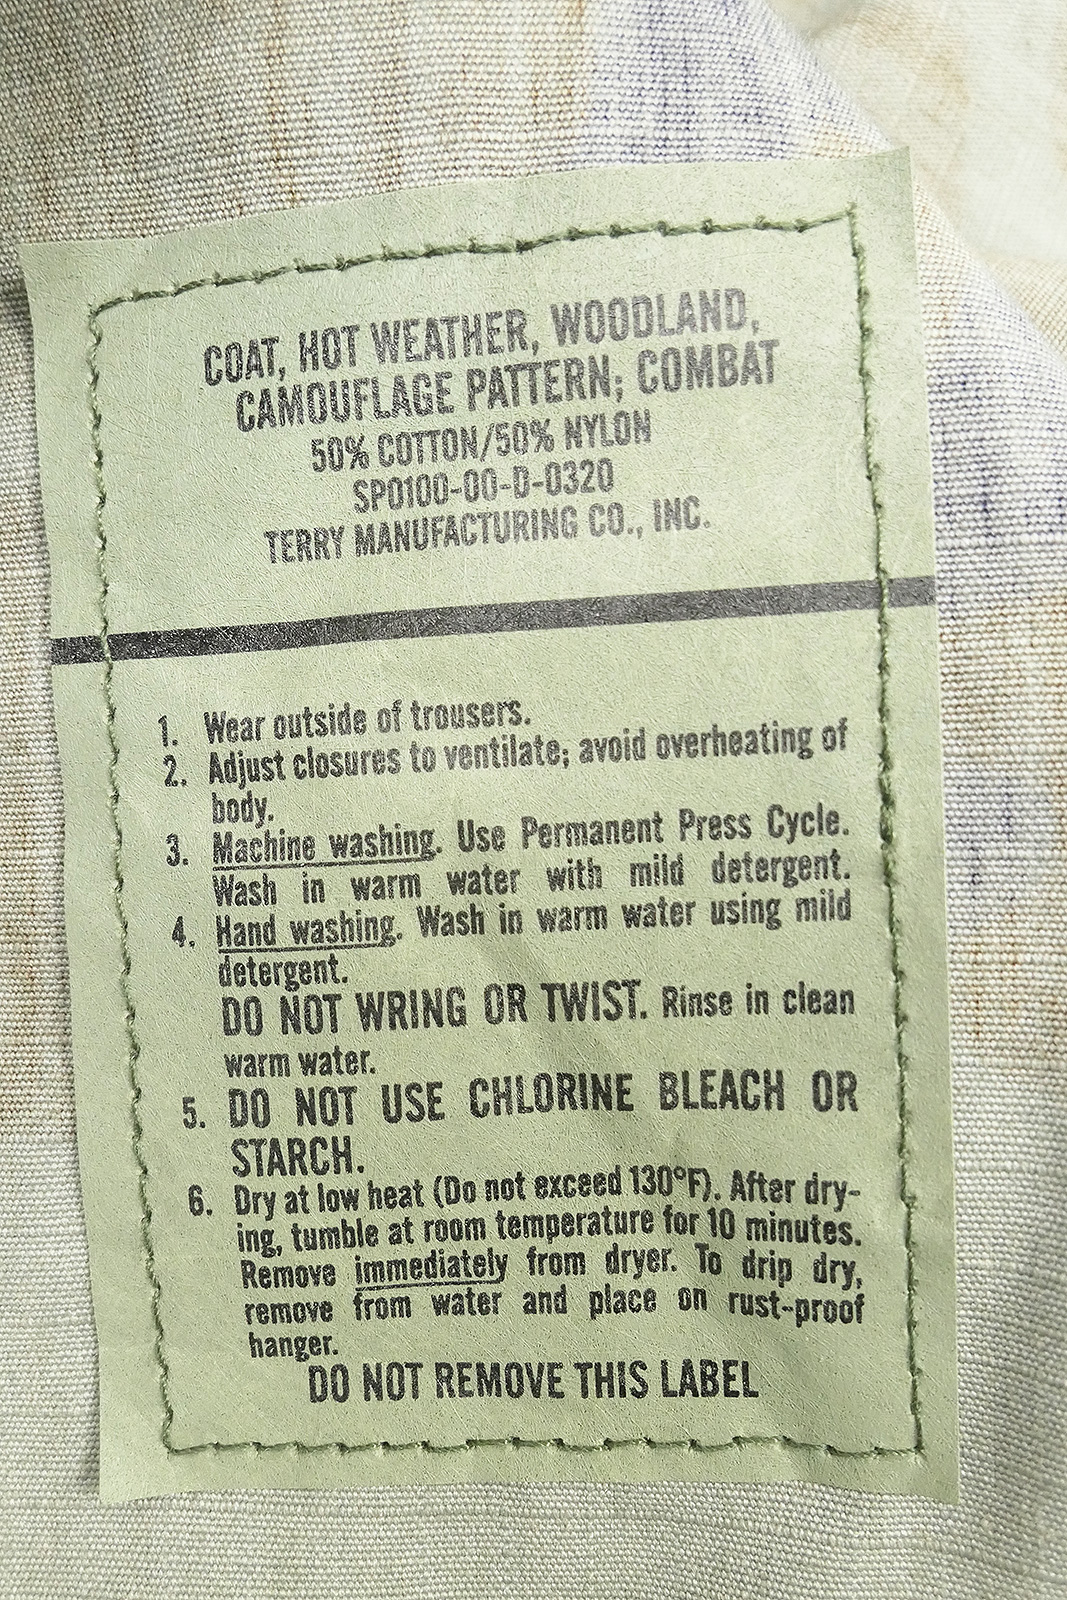 COAT, HOT WEATHER, WOODLAND,
CAMOUFLAGE PATTERN; COMBAT
50% COTTON/50% NYLON
SP0100-00-D-0320
TERRY MANUFACTURING CO., INC.
1. Wear outside of trousers.
2. Adjust closures to ventilate; avoid overheating of
body.
3. Machine washing. Use Permanent Press Cycle.
Wash in warm water with mild detergent.
4. Hand washing. Wash in warm water using mild
detergent.
DO NOT WRING OR TWIST. Rinse in clean
warm water.
5. DO NOT USE CHLORINE BLEACH OR
STARCH.
6. Dry at low heat (Do not exceed 130°F). After dry-
ing, tumble at room temperature for 10 minutes.
Remove immediately from dryer. To drip dry,
remove from water and place on rust-proof
hanger.
DO NOT REMOVE THIS LABEL